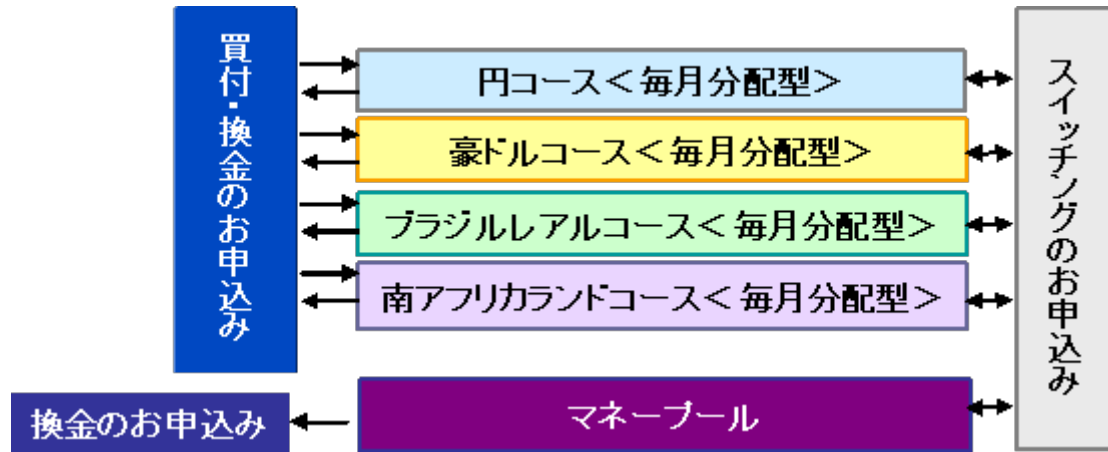 買付・換金のお申込み
円コース＜毎月分配型＞
豪ドルコース＜毎月分配型＞
ブラジルレアルコース＜毎月分配型＞
南アフリカランドコース＜毎月分配型＞
マネープール
換金のお申込み
スイッチングのお申込み